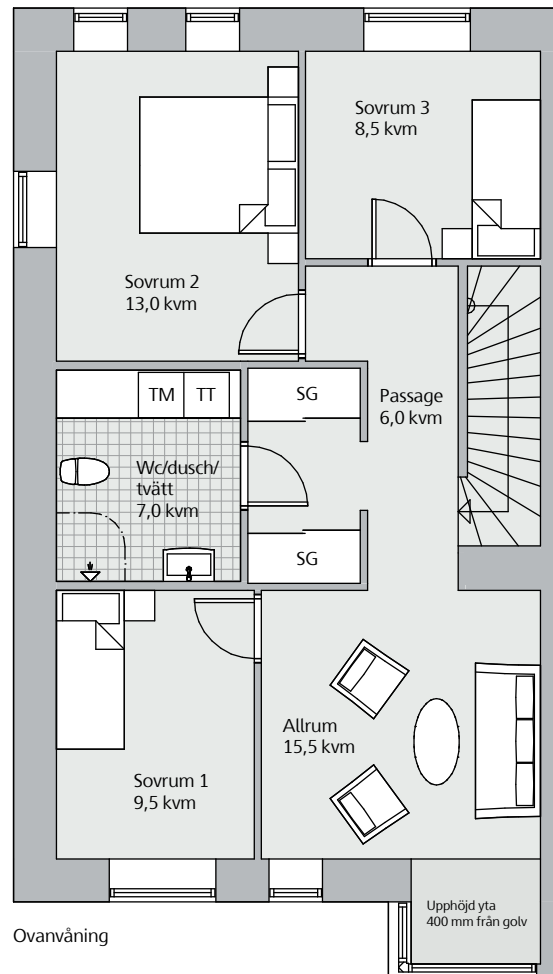 Sovrum 3
8,5 kvm
Sovrum 2
13,0 kvm
TM
TT
SG
Passage
6,0 kvm
Wc/dusch/
tvätt
7,0 kvm
SG
Allrum
15,5 kvm
Sovrum 1
9,5 kvm
Upphöjd yta
400 mm från golv
Ovanvåning